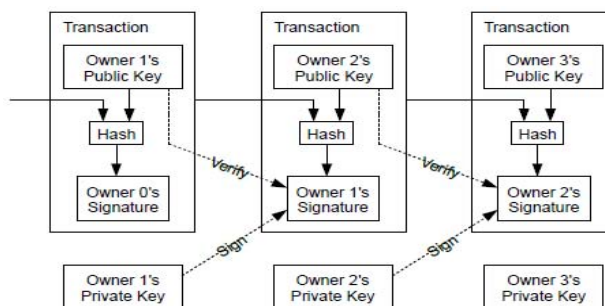 Transaction
Owner 1's
Public Key
Hash
Owner 0's
Signature
Transaction
Owner 2's
Public Key
Hash
Verify
Owner 1's
Signature
Transaction
Owner 3's
Public Key
Hash
Verify
Owner 2's
Signature
Owner 1's
Private Key
Sign
Owner 2's
Private Key
Sign
Owner 3's
Private Key